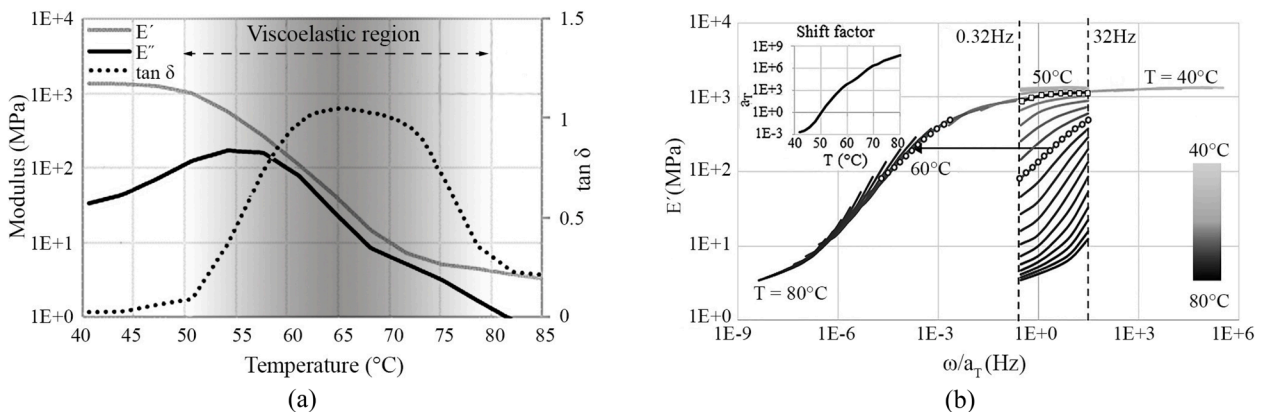 1E+4
1E+3
1E+2
1E+1
1E+0
Modulus (MPa)
E′
E″
tan δ
Viscoelastic region
1.5
1
0.5
0
tan δ
40 45 50 55 60 65 70 75 80 85
Temperature (°C)
(a)
1E+4
1E+3
1E+2
1E+1
1E+0
E′(MPa)
Shift factor
1E+9
1E+6
1E+3
1E+0
1E-3
aT
40 50 60 70 80
T (°C)
0.32Hz
32Hz
50°C
T = 40°C
60°C
40°C
80°C
T = 80°C
1E-9 1E-6 1E-3 1E+0 1E+3 1E+6
ω/aT (Hz)
(b)